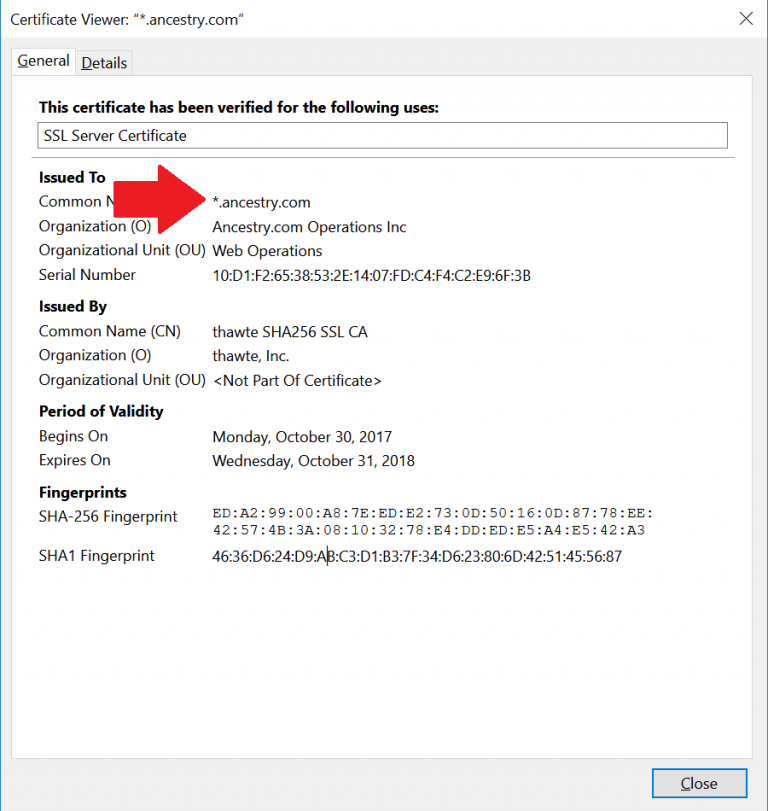 Certificate Viewer: "*.ancestry.com"
General Details
This certificate has been verified for the following uses:
SSL Server Certificate
Issued To
Common *.ancestry.com
Organization (O) Ancestry.com Operations Inc
Organizational Unit (OU) Web Operations
Serial Number 10:D1:F2:65:38:53:2E:14:07:FD:C4:F4:C2:E9:6F:3B
Issued By
Common Name (CN) thawte SHA256 SSL CA
Organization (O) thawte, Inc.
Organizational Unit (OU) <Not Part Of Certificate>
Period of Validity
Begins On Monday, October 30, 2017
Expires On Wednesday, October 31, 2018
Fingerprints
SHA-256 Fingerprint ED:A2:99:00:A8:7E:ED:E2:73:0D:50:16:0D:87:78:EE:
42:57:4B:3A:08:10:32:78:E4:DD:ED:E5:A4:E5:42:A3
SHA1 Fingerprint 46:36:D6:24:D9:AB:C3:D1:B3:7F:34:D6:23:80:6D:42:51:45:56:87
Close